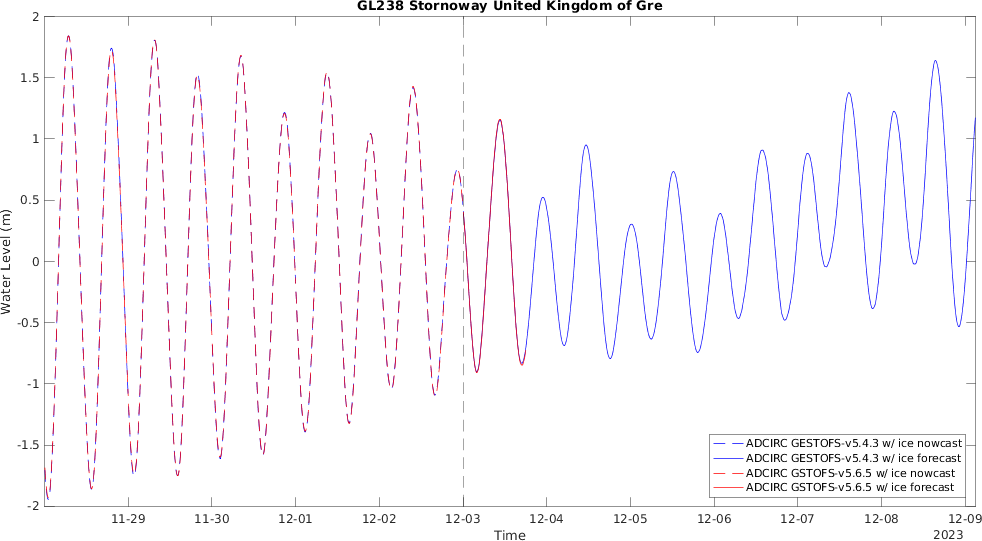 GL238 Stornoway United Kingdom of Gre
2
1.5
1
0.5
0
-0.5
-1
-1.5
-2
Water Level (m)
11-29 11-30 12-01 12-02 12-03 12-04 12-05 12-06 12-07 12-08 12-09
2023
Time
ADCIRC GESTOFS-v5.4.3 w/ ice nowcast
ADCIRC GESTOFS-v5.4.3 w/ ice forecast
ADCIRC GSTOFS-v5.6.5 w/ ice nowcast
ADCIRC GSTOFS-v5.6.5 w/ ice forecast